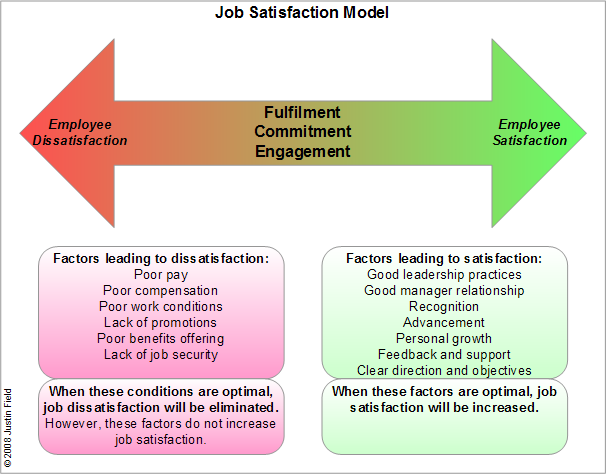 Job Satisfaction Model
Employee
Dissatisfaction
Fulfilment
Commitment
Engagement
Employee
Satisfaction
Factors leading to dissatisfaction:
Poor pay
Poor compensation
Poor work conditions
Lack of promotions
Poor benefits offering
Lack of job security
When these conditions are optimal,
job dissatisfaction will be eliminated.
However, these factors do not increase
job satisfaction.
Factors leading to satisfaction:
Good leadership practices
Good manager relationship
Recognition
Advancement
Personal growth
Feedback and support
Clear direction and objectives
When these factors are optimal, job
satisfaction will be increased.
© 2008 Justin Field